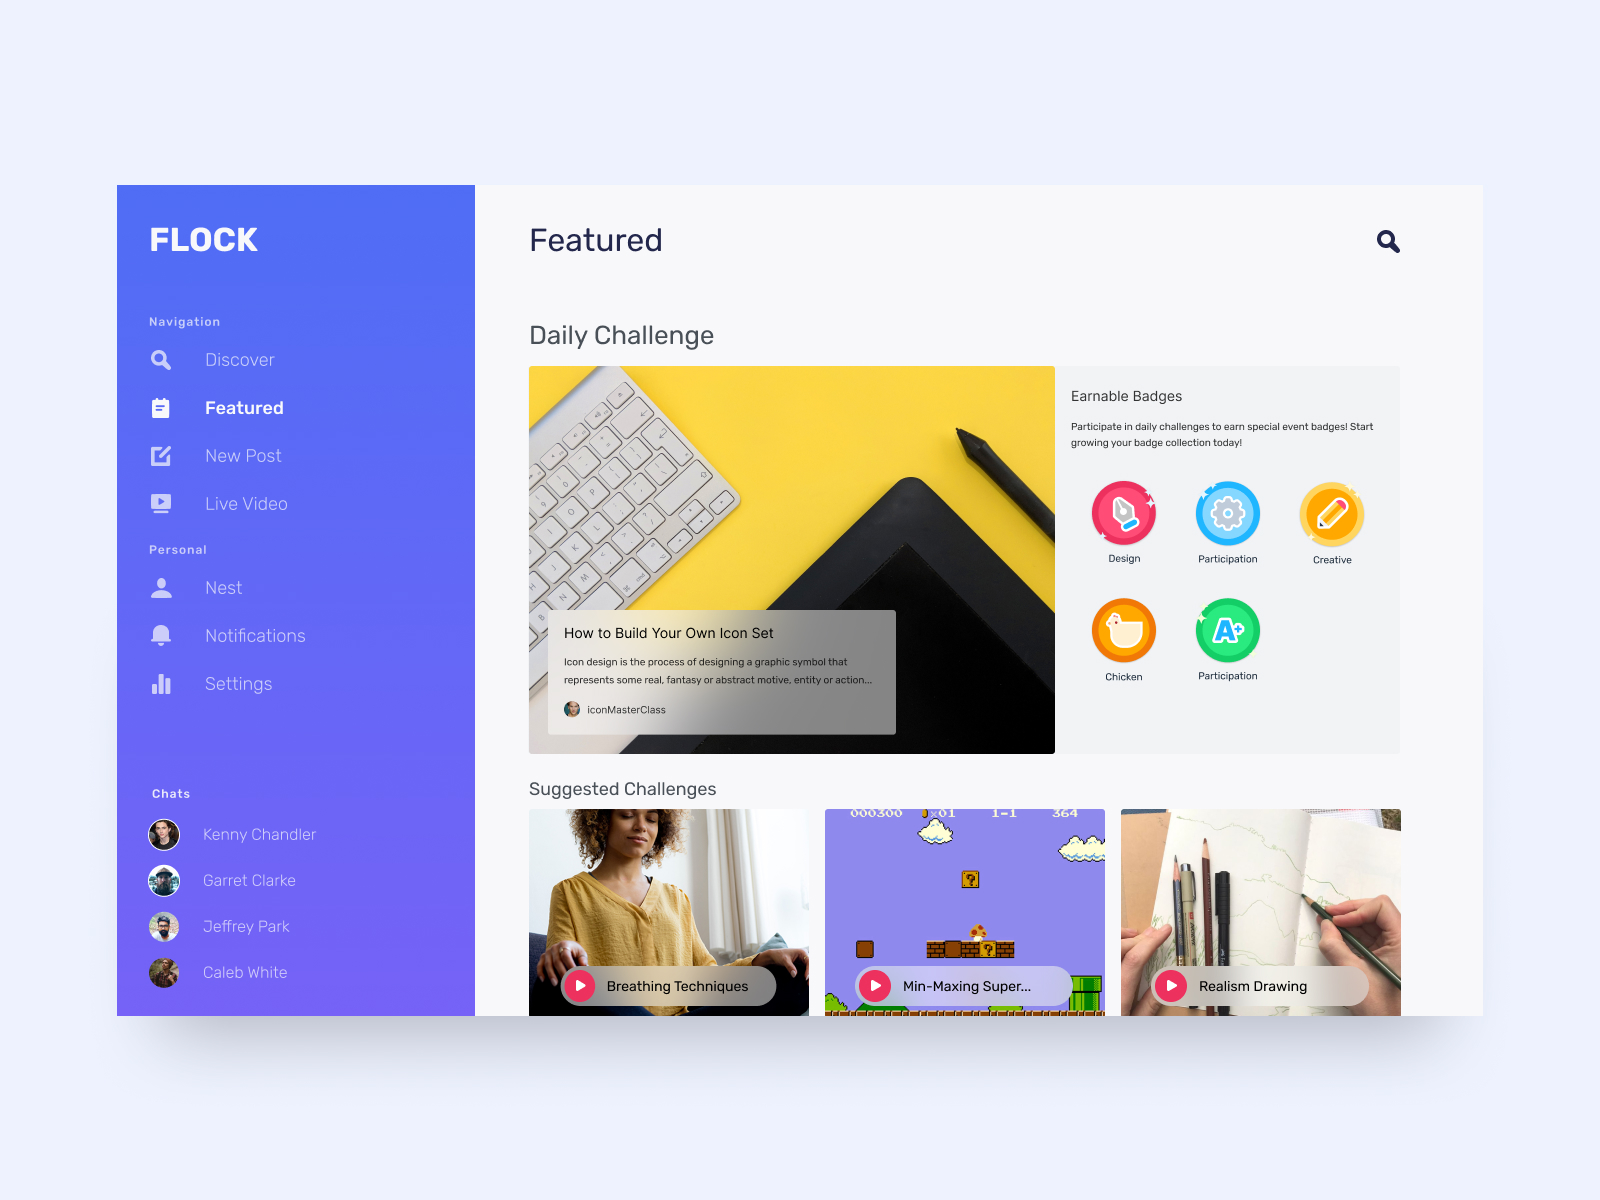 FLOCK
Navigation
Discover
Featured
New Post
Live Video
Personal
Nest
Notifications
Settings
Chats
Kenny Chandler
Garret Clarke
Jeffrey Park
Caleb White
Featured
Daily Challenge
How to Build Your Own Icon Set
Icon design is the process of designing a graphic symbol that
represents some real, fantasy or abstract motive, entity or action...
iconMasterClass
Earnable Badges
Participate in daily challenges to earn special event badges! Start
growing your badge collection today!
Design
Participation
Creative
A+
Chicken
Participation
Suggested Challenges
Breathing Techniques
000300 ×01 1-1 364
?
?
Min-Maxing Super...
Realism Drawing